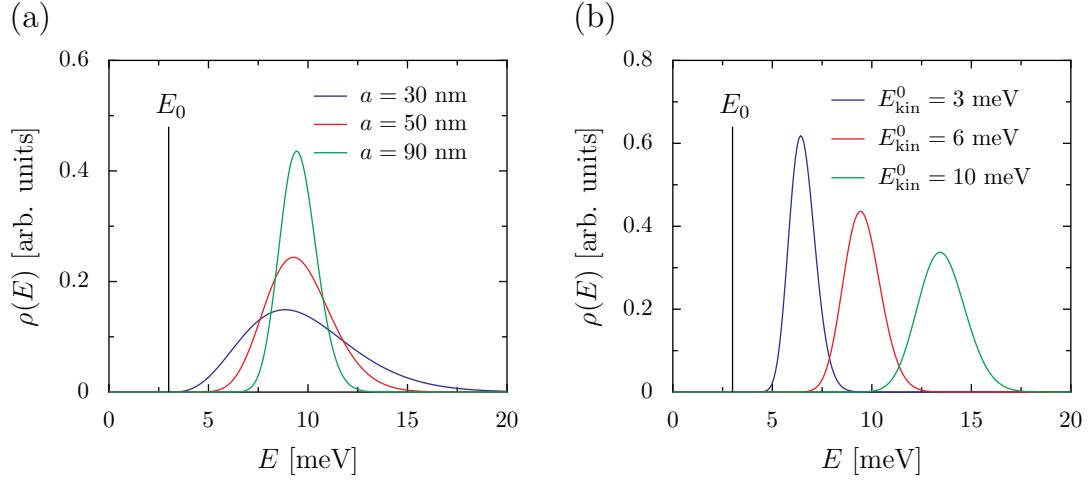 (a)
ρ(E) [arb. units]
0.6
0.4
0.2
0
E₀
a = 30 nm
a = 50 nm
a = 90 nm
0 5 10 15 20
E [meV]
(b)
ρ(E) [arb. units]
0.8
0.6
0.4
0.2
0
E₀
E⁰kin = 3 meV
E⁰kin = 6 meV
E⁰kin = 10 meV
0 5 10 15 20
E [meV]